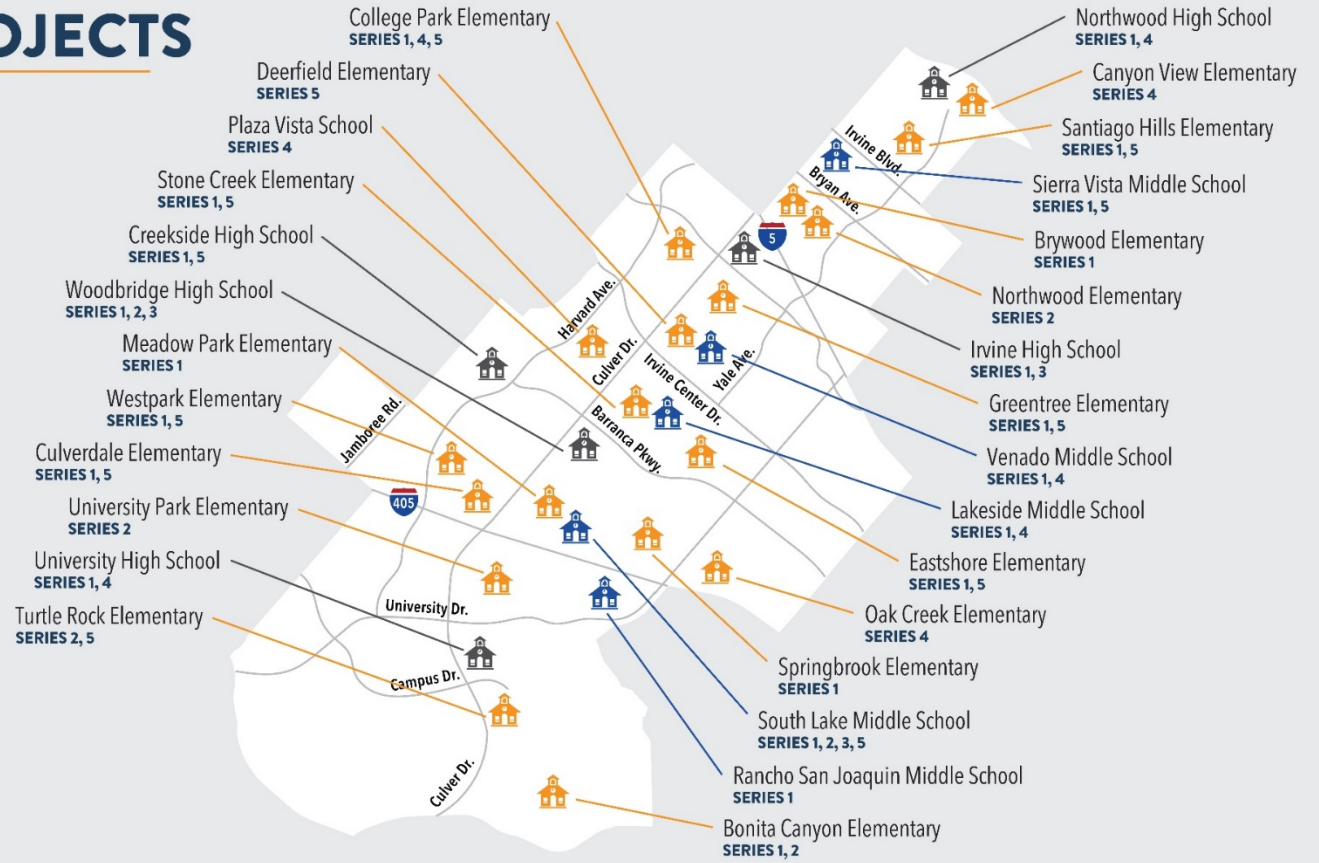 OJECTS
College Park Elementary
SERIES 1, 4, 5
Deerfield Elementary
SERIES 5
Plaza Vista School
SERIES 4
Stone Creek Elementary
SERIES 1, 5
Creekside High School
SERIES 1, 5
Woodbridge High School
SERIES 1, 2, 3
Meadow Park Elementary
SERIES 1
Westpark Elementary
SERIES 1, 5
Culverdale Elementary
SERIES 1, 5
University Park Elementary
SERIES 2
University High School
SERIES 1, 4
Turtle Rock Elementary
SERIES 2, 5
Northwood High School
SERIES 1, 4
Canyon View Elementary
SERIES 4
Santiago Hills Elementary
SERIES 1, 5
Sierra Vista Middle School
SERIES 1, 5
Brywood Elementary
SERIES 1
Northwood Elementary
SERIES 2
Irvine High School
SERIES 1, 3
Greentree Elementary
SERIES 1, 5
Venado Middle School
SERIES 1, 4
Lakeside Middle School
SERIES 1, 4
Eastshore Elementary
SERIES 1, 5
Oak Creek Elementary
SERIES 4
Springbrook Elementary
SERIES 1
South Lake Middle School
SERIES 1, 2, 3, 5
Rancho San Joaquin Middle School
SERIES 1
Bonita Canyon Elementary
SERIES 1, 2
Irvine Blvd.
Bryan Ave.
5
Harvard Ave.
Culver Dr.
Irvine Center Dr.
Yale Ave.
Barranca Pkwy.
Jamboree Rd.
405
University Dr.
Campus Dr.
Culver Dr.